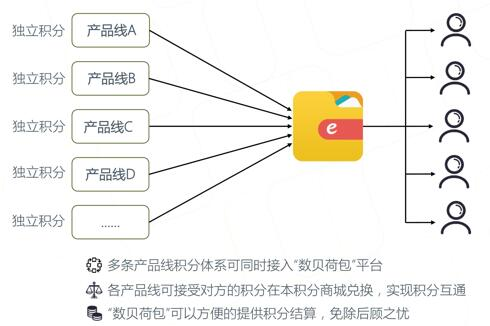 独立积分 产品线A
独立积分 产品线B
独立积分 产品线C
独立积分 产品线D
独立积分 ......
e
多条产品线积分体系可同时接入“数贝荷包”平台
各产品线可接受对方的积分在本积分商城兑换，实现积分互通
“数贝荷包”可以方便的提供积分结算，免除后顾之忧